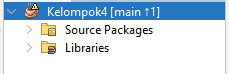 Kelompok4 [main ↑1]
Source Packages
Libraries